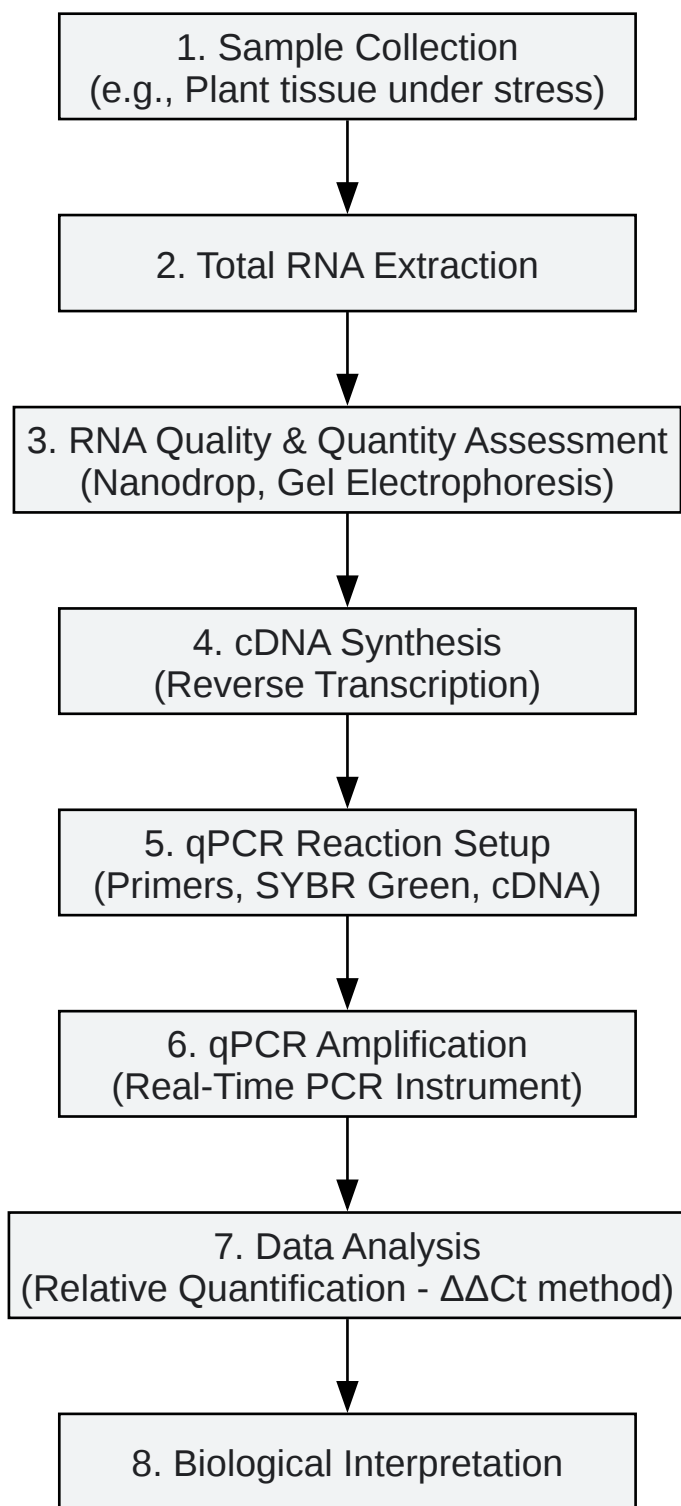 1. Sample Collection
(e.g., Plant tissue under stress)
2. Total RNA Extraction
3. RNA Quality & Quantity Assessment
(Nanodrop, Gel Electrophoresis)
4. cDNA Synthesis
(Reverse Transcription)
5. qPCR Reaction Setup
(Primers, SYBR Green, cDNA)
6. qPCR Amplification
(Real-Time PCR Instrument)
7. Data Analysis
(Relative Quantification - ΔΔCt method)
8. Biological Interpretation